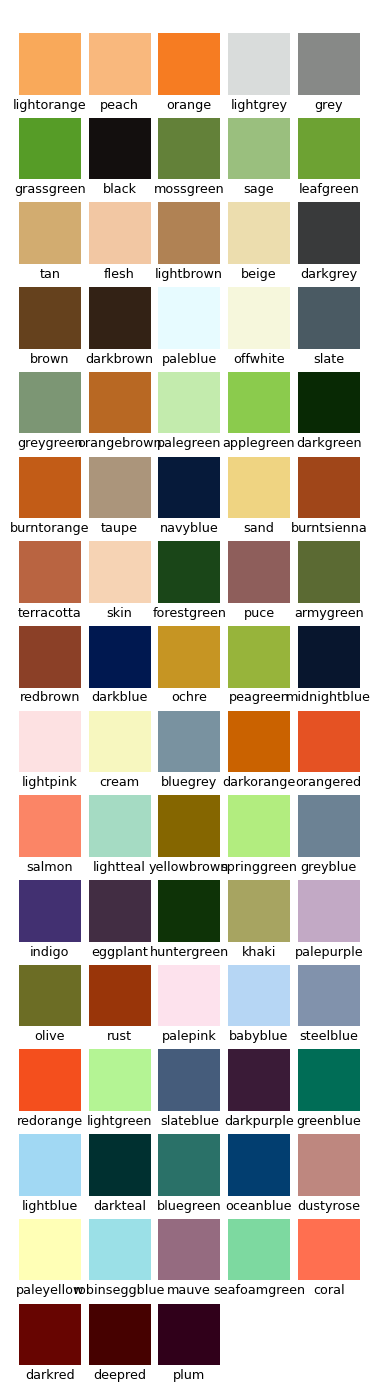 lightorange peach orange lightgrey grey
grassgreen black mossgreen sage leafgreen
tan flesh lightbrown beige darkgrey
brown darkbrown paleblue offwhite slate
greygreen orangebrown palegreen applegreen darkgreen
burntorange taupe navyblue sand burntsienna
terracotta skin forestgreen puce armygreen
redbrown darkblue ochre peagreen midnightblue
lightpink cream bluegrey darkorange orangered
salmon lightteal yellowbrown springgreen greyblue
indigo eggplant huntergreen khaki palepurple
olive rust palepink babyblue steelblue
redorange lightgreen slateblue darkpurple greenblue
lightblue darkteal bluegreen oceanblue dustyrose
paleyellow robinseggblue mauve seafoamgreen coral
darkred deepred plum